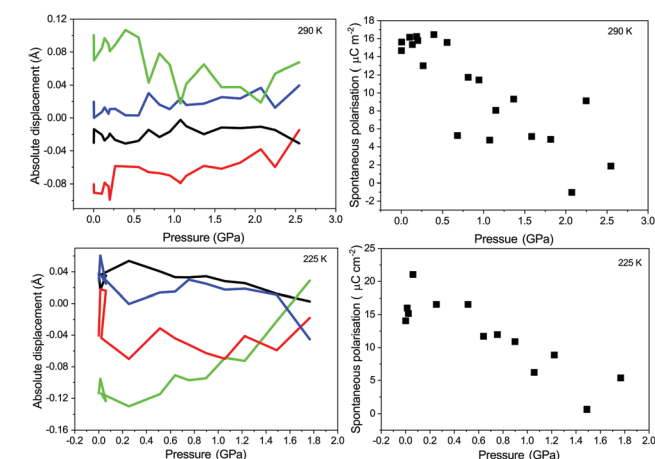 0.12
0.08
0.04
0.00
-0.04
-0.08
Absolute displacement (Å)
290 K
0.0 0.5 1.0 1.5 2.0 2.5 3.0
Pressure (GPa)
18
16
14
12
10
8
6
4
2
0
-2
Spontaneous polarisation ( μC m-2)
290 K
0.0 0.5 1.0 1.5 2.0 2.5 3.0
Pressue (GPa)
0.04
0.00
-0.04
-0.08
-0.12
-0.16
Absolute displacement (Å)
225 K
-0.2 0.0 0.2 0.4 0.6 0.8 1.0 1.2 1.4 1.6 1.8 2.0
Pressure (GPa)
25
20
15
10
5
0
Spontaneous polarisation ( μC cm-2)
225 K
-0.2 0.0 0.2 0.4 0.6 0.8 1.0 1.2 1.4 1.6 1.8 2.0
Pressure (GPa)